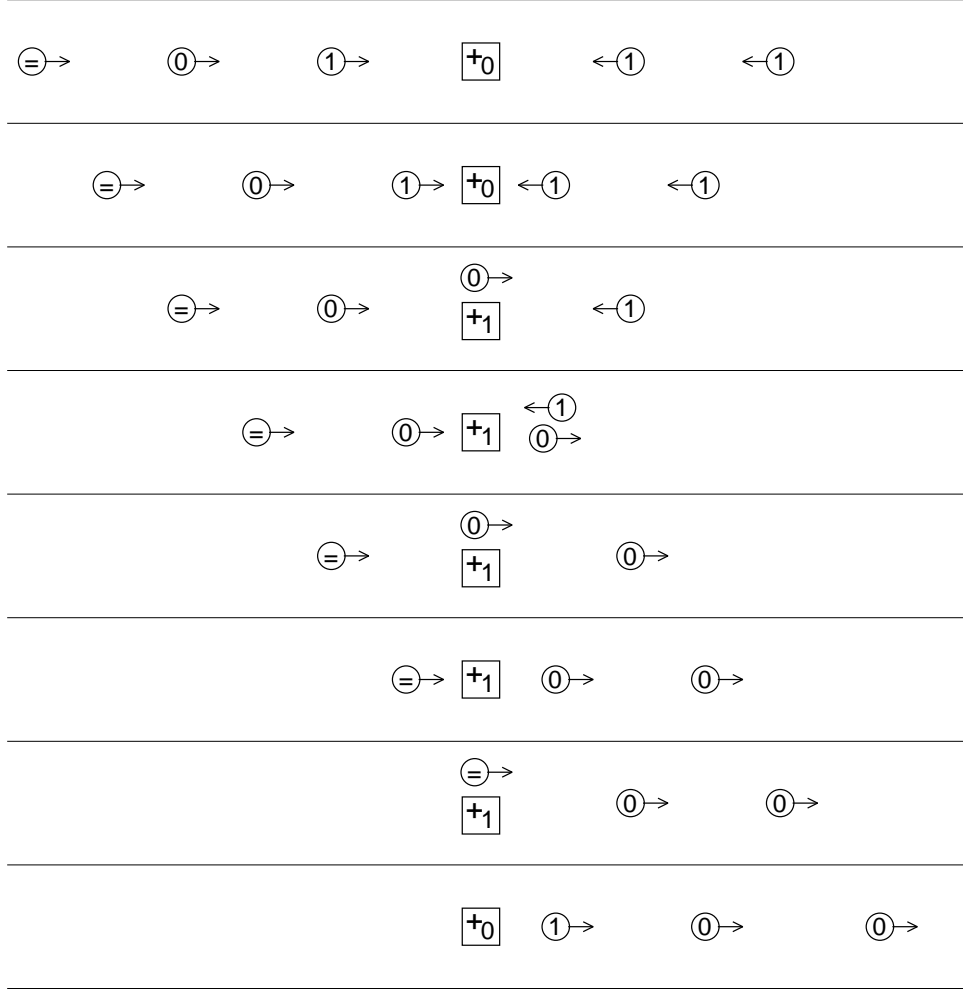 = 0 1 +0 1 1
= 0 1 +0 1 1
0
= 0 +1 1
1
= 0 +1 0
0
= +1 0
= +1 0 0
=
+1 0 0
+0 1 0 0